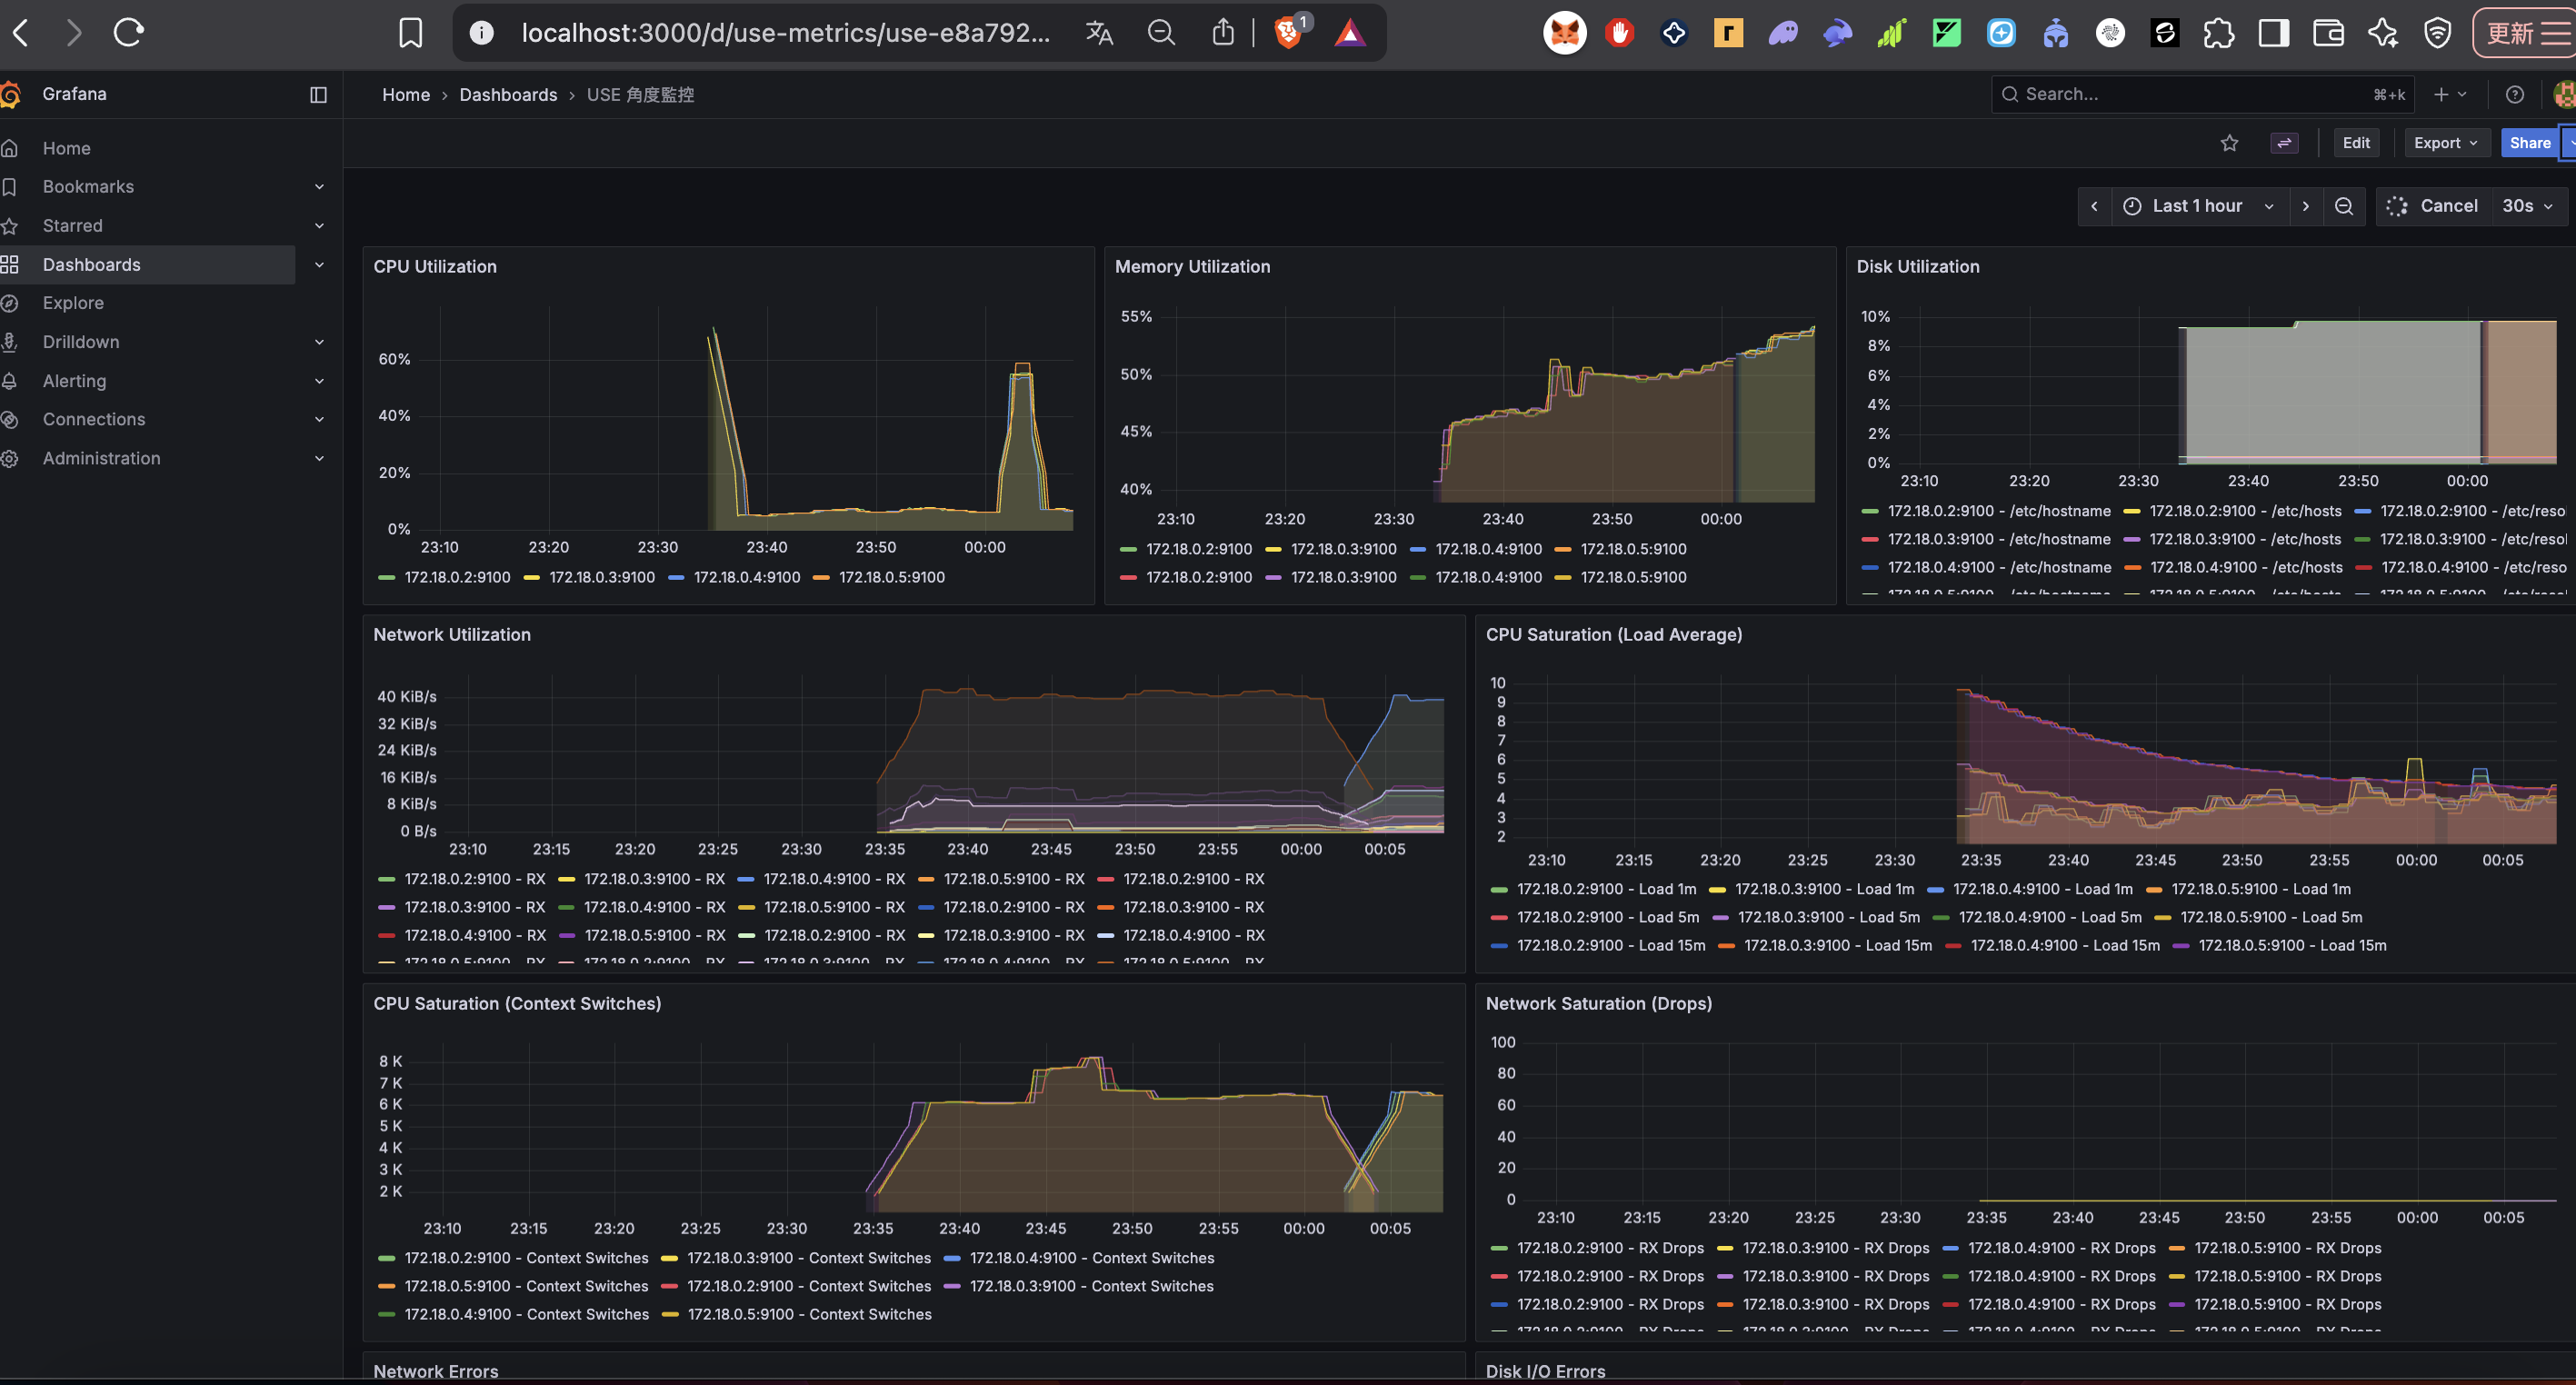 localhost:3000/d/use-metrics/use-e8a792...
1
更新
Grafana
Home › Dashboards › USE 角度監控
Search...
⌘+k
Home
Bookmarks
Starred
Dashboards
Explore
Drilldown
Alerting
Connections
Administration
Edit
Export
Share
Last 1 hour
Cancel
30s
CPU Utilization
60%
40%
20%
0%
23:10 23:20 23:30 23:40 23:50 00:00
172.18.0.2:9100 172.18.0.3:9100 172.18.0.4:9100 172.18.0.5:9100
Memory Utilization
55%
50%
45%
40%
23:10 23:20 23:30 23:40 23:50 00:00
172.18.0.2:9100 172.18.0.3:9100 172.18.0.4:9100 172.18.0.5:9100
172.18.0.2:9100 172.18.0.3:9100 172.18.0.4:9100 172.18.0.5:9100
Disk Utilization
10%
8%
6%
4%
2%
0%
23:10 23:20 23:30 23:40 23:50 00:00
172.18.0.2:9100 - /etc/hostname 172.18.0.2:9100 - /etc/hosts 172.18.0.2:9100 - /etc/reso
172.18.0.3:9100 - /etc/hostname 172.18.0.3:9100 - /etc/hosts 172.18.0.3:9100 - /etc/resol
172.18.0.4:9100 - /etc/hostname 172.18.0.4:9100 - /etc/hosts 172.18.0.4:9100 - /etc/reso
Network Utilization
40 KiB/s
32 KiB/s
24 KiB/s
16 KiB/s
8 KiB/s
0 B/s
23:10 23:15 23:20 23:25 23:30 23:35 23:40 23:45 23:50 23:55 00:00 00:05
172.18.0.2:9100 - RX 172.18.0.3:9100 - RX 172.18.0.4:9100 - RX 172.18.0.5:9100 - RX 172.18.0.2:9100 - RX
172.18.0.3:9100 - RX 172.18.0.4:9100 - RX 172.18.0.5:9100 - RX 172.18.0.2:9100 - RX 172.18.0.3:9100 - RX
172.18.0.4:9100 - RX 172.18.0.5:9100 - RX 172.18.0.2:9100 - RX 172.18.0.3:9100 - RX 172.18.0.4:9100 - RX
172.18.0.5:9100 - RX 172.18.0.2:9100 - RX 172.18.0.3:9100 - RX 172.18.0.4:9100 - RX 172.18.0.5:9100 - RX
CPU Saturation (Load Average)
10
9
8
7
6
5
4
3
2
23:10 23:15 23:20 23:25 23:30 23:35 23:40 23:45 23:50 23:55 00:00 00:05
172.18.0.2:9100 - Load 1m 172.18.0.3:9100 - Load 1m 172.18.0.4:9100 - Load 1m 172.18.0.5:9100 - Load 1m
172.18.0.2:9100 - Load 5m 172.18.0.3:9100 - Load 5m 172.18.0.4:9100 - Load 5m 172.18.0.5:9100 - Load 5m
172.18.0.2:9100 - Load 15m 172.18.0.3:9100 - Load 15m 172.18.0.4:9100 - Load 15m 172.18.0.5:9100 - Load 15m
CPU Saturation (Context Switches)
8 K
7 K
6 K
5 K
4 K
3 K
2 K
23:10 23:15 23:20 23:25 23:30 23:35 23:40 23:45 23:50 23:55 00:00 00:05
172.18.0.2:9100 - Context Switches 172.18.0.3:9100 - Context Switches 172.18.0.4:9100 - Context Switches
172.18.0.5:9100 - Context Switches 172.18.0.2:9100 - Context Switches 172.18.0.3:9100 - Context Switches
172.18.0.4:9100 - Context Switches 172.18.0.5:9100 - Context Switches
Network Saturation (Drops)
100
80
60
40
20
0
23:10 23:15 23:20 23:25 23:30 23:35 23:40 23:45 23:50 23:55 00:00 00:05
172.18.0.2:9100 - RX Drops 172.18.0.3:9100 - RX Drops 172.18.0.4:9100 - RX Drops 172.18.0.5:9100 - RX Drops
172.18.0.2:9100 - RX Drops 172.18.0.3:9100 - RX Drops 172.18.0.4:9100 - RX Drops 172.18.0.5:9100 - RX Drops
172.18.0.2:9100 - RX Drops 172.18.0.3:9100 - RX Drops 172.18.0.4:9100 - RX Drops 172.18.0.5:9100 - RX Drops
Network Errors
Disk I/O Errors